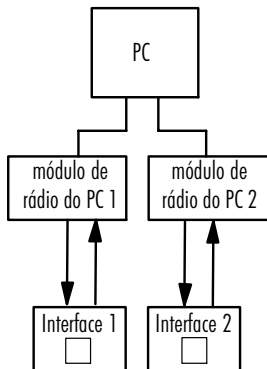 PC
módulo de
rádio do PC 1
módulo de
rádio do PC 2
Interface 1
Interface 2